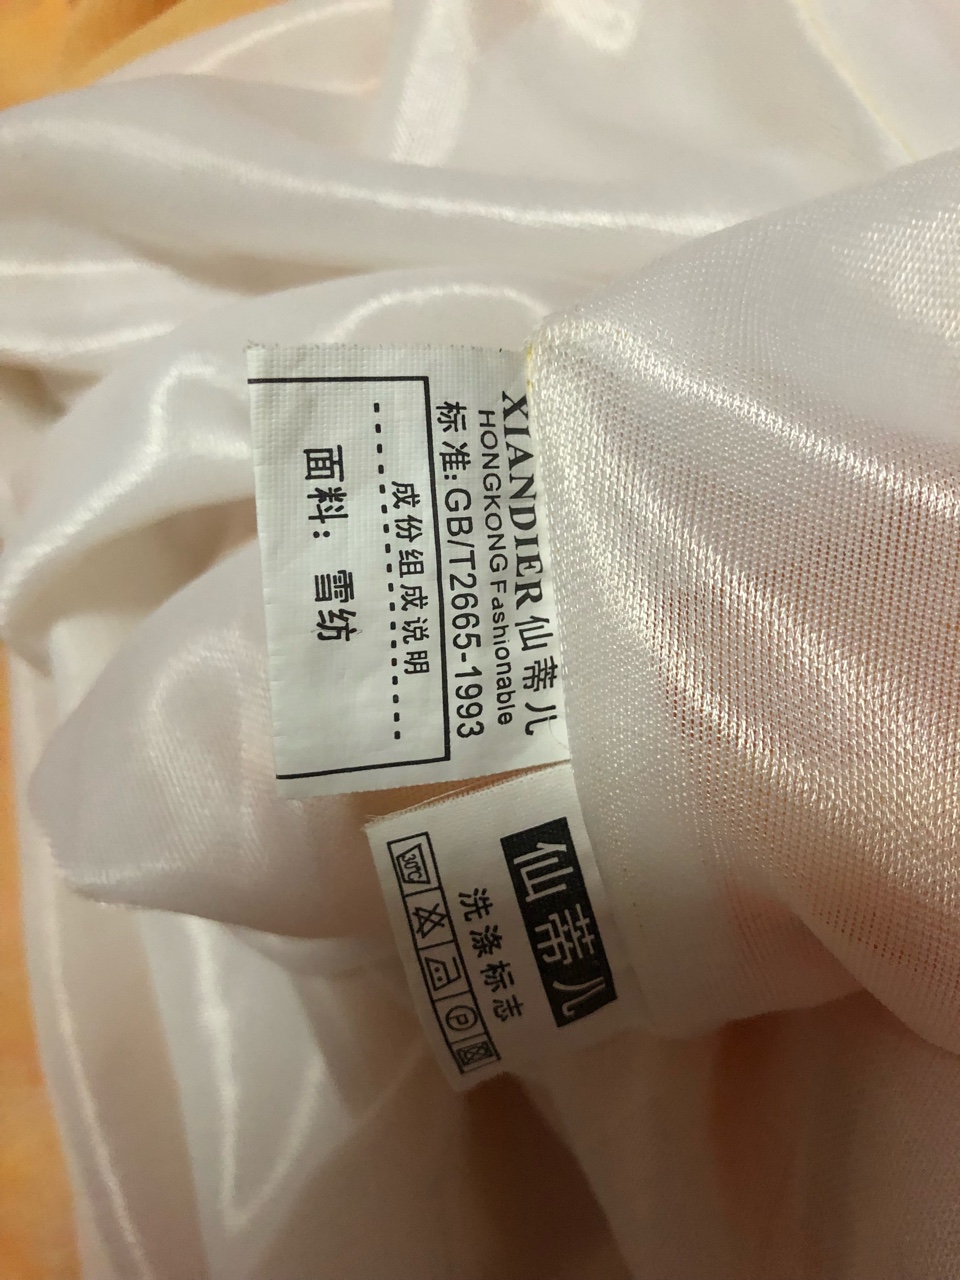 XIANDIER 仙蒂儿
HONGKONG Fashionable
标准:GB/T2665-1993
成份组成说明
面料: 雪纺
仙蒂儿
洗涤标志
30℃
P